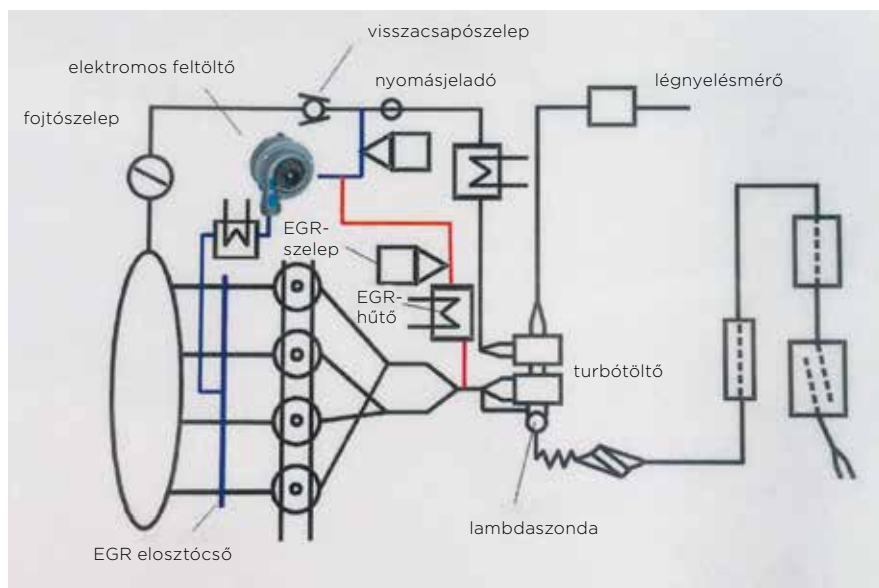 visszacsapószelep
elektromos feltöltő
nyomásjeladó
légnyelésmérő
fojtószelep
EGR-
szelep
EGR-
hűtő
turbótöltő
lambdaszonda
EGR elosztócső